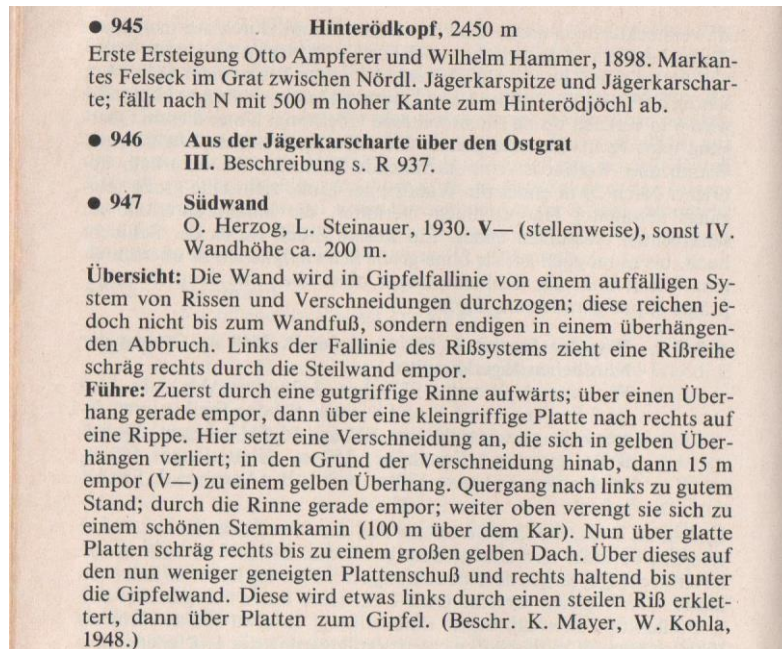 ● 945 Hinterödkopf, 2450 m
Erste Ersteigung Otto Ampferer und Wilhelm Hammer, 1898. Markan-
tes Felseck im Grat zwischen Nördl. Jägerkarspitze und Jägerkarschar-
te; fällt nach N mit 500 m hoher Kante zum Hinterödjöchl ab.
● 946 Aus der Jägerkarscharte über den Ostgrat
III. Beschreibung s. R 937.
● 947 Südwand
O. Herzog, L. Steinauer, 1930. V— (stellenweise), sonst IV.
Wandhöhe ca. 200 m.
Übersicht: Die Wand wird in Gipfelfallinie von einem auffälligen Sy-
stem von Rissen und Verschneidungen durchzogen; diese reichen je-
doch nicht bis zum Wandfuß, sondern endigen in einem überhängen-
den Abbruch. Links der Fallinie des Rißsystems zieht eine Rißreihe
schräg rechts durch die Steilwand empor.
Führe: Zuerst durch eine gutgriffige Rinne aufwärts; über einen Über-
hang gerade empor, dann über eine kleingriffige Platte nach rechts auf
eine Rippe. Hier setzt eine Verschneidung an, die sich in gelben Über-
hängen verliert; in den Grund der Verschneidung hinab, dann 15 m
empor (V—) zu einem gelben Überhang. Quergang nach links zu gutem
Stand; durch die Rinne gerade empor; weiter oben verengt sie sich zu
einem schönen Stemmkamin (100 m über dem Kar). Nun über glatte
Platten schräg rechts bis zu einem großen gelben Dach. Über dieses auf
den nun weniger geneigten Plattenschuß und rechts haltend bis unter
die Gipfelwand. Diese wird etwas links durch einen steilen Riß erklet-
tert, dann über Platten zum Gipfel. (Beschr. K. Mayer, W. Kohla,
1948.)